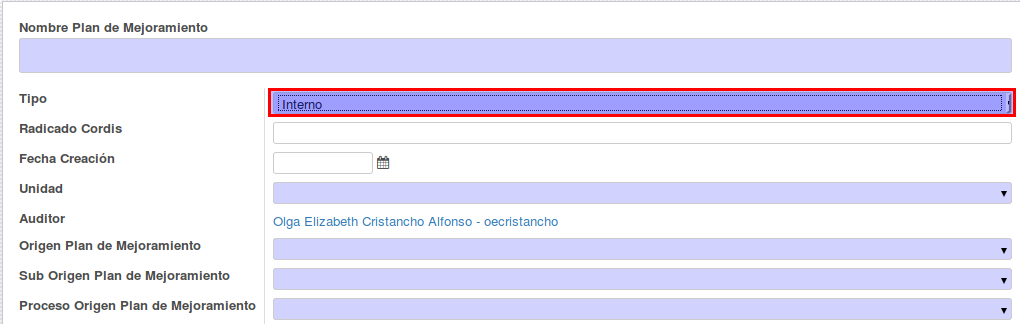 Nombre Plan de Mejoramiento
Tipo
Interno
Radicado Cordis
Fecha Creación
Unidad
Auditor
Olga Elizabeth Cristancho Alfonso - oecristancho
Origen Plan de Mejoramiento
Sub Origen Plan de Mejoramiento
Proceso Origen Plan de Mejoramiento